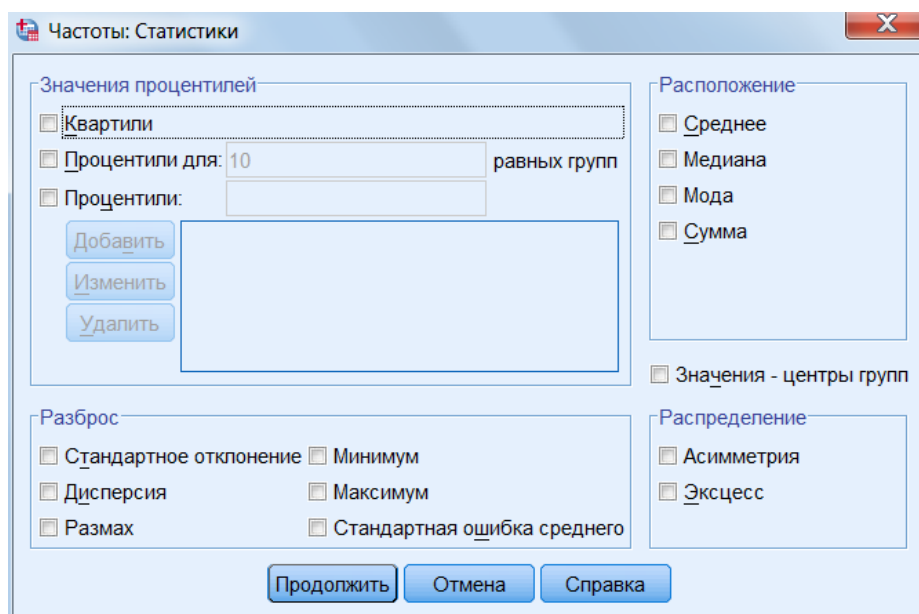 Частоты: Статистики
Значения процентилей
Квартили
Процентили для: 10 равных групп
Процентили:
Добавить
Изменить
Удалить
Расположение
Среднее
Медиана
Мода
Сумма
Значения - центры групп
Разброс
Стандартное отклонение Минимум
Дисперсия Максимум
Размах Стандартная ошибка среднего
Распределение
Асимметрия
Эксцесс
Продолжить Отмена Справка